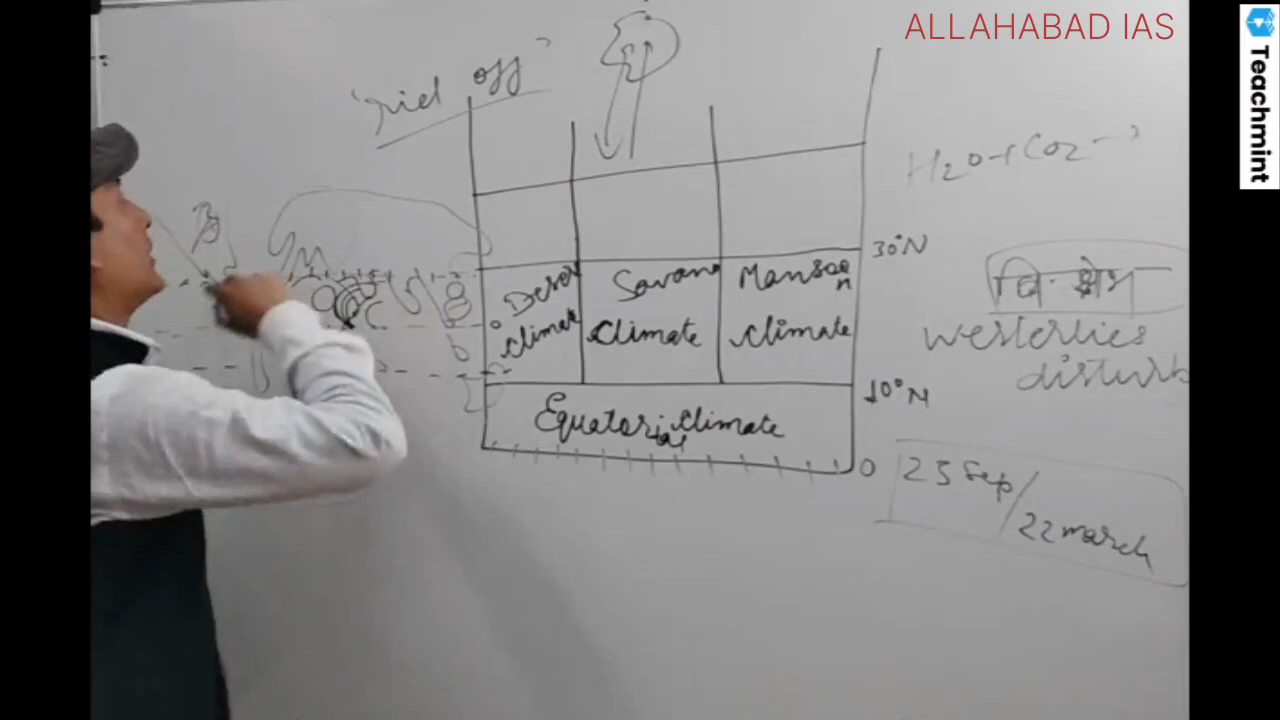 ALLAHABAD IAS
Teachmint
off
H2O + CO2 →
30°N
Desert
climate
Savana
climate
Mansoon
climate
westerlies
disturb
10°N
Equatorial climate
0
23 Sep/
22 march